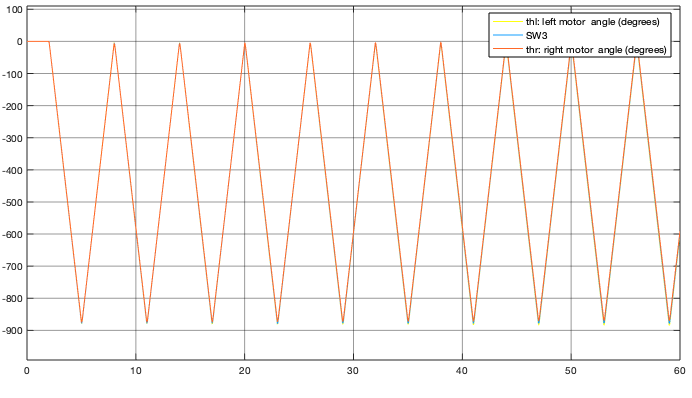 100
thl: left motor  angle (degrees)
SW3
thr: right motor  angle (degrees)
0
-100
-200
-300
-400
-500
-600
-700
-800
-900
0 10 20 30 40 50 60